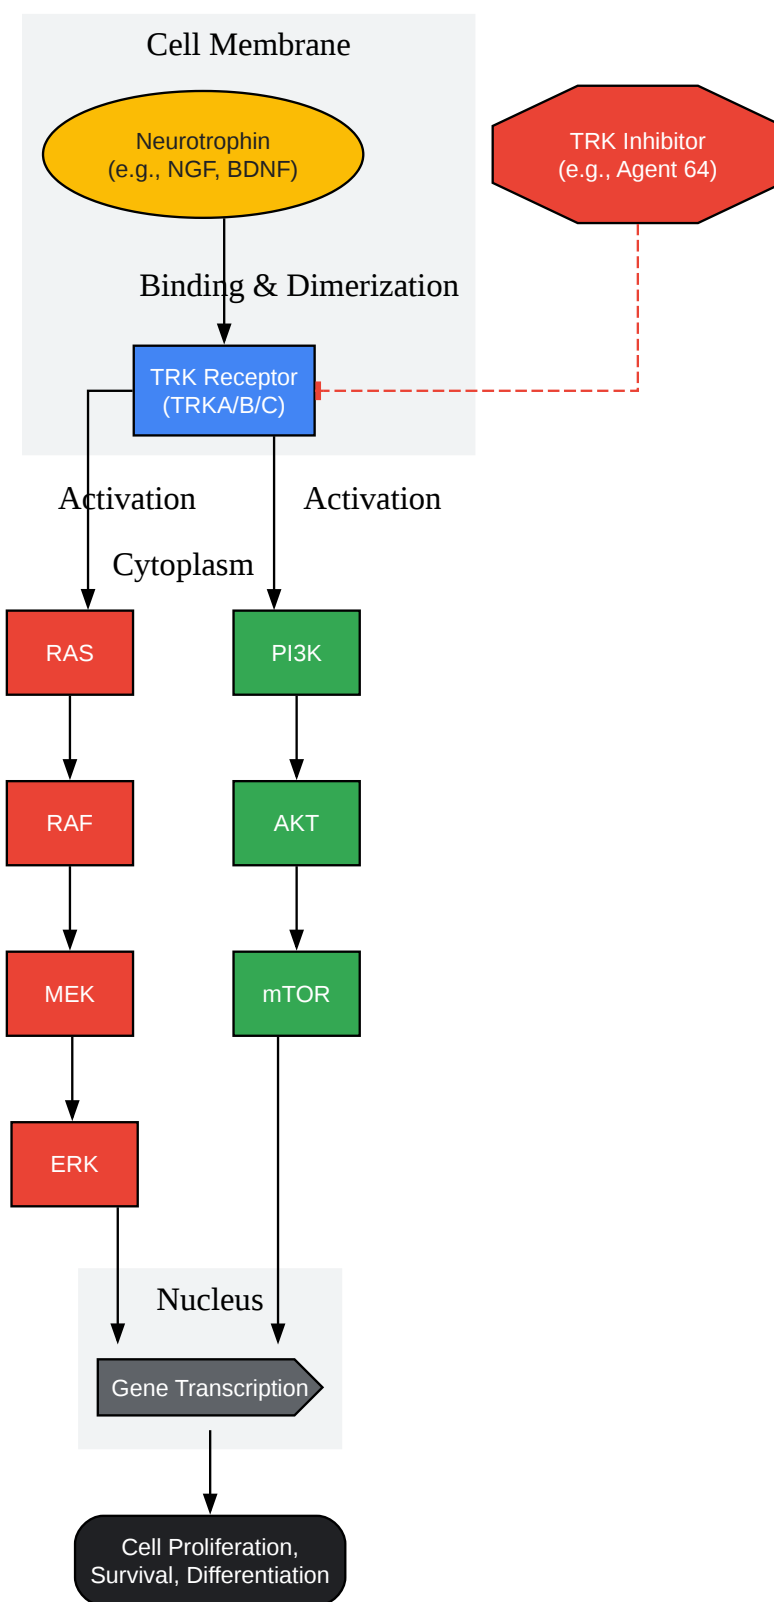 Cell Membrane
Neurotrophin
(e.g., NGF, BDNF)
TRK Inhibitor
(e.g., Agent 64)
Binding & Dimerization
TRK Receptor
(TRKA/B/C)
Activation
Activation
Cytoplasm
RAS
PI3K
RAF
AKT
MEK
mTOR
ERK
Nucleus
Gene Transcription
Cell Proliferation,
Survival, Differentiation